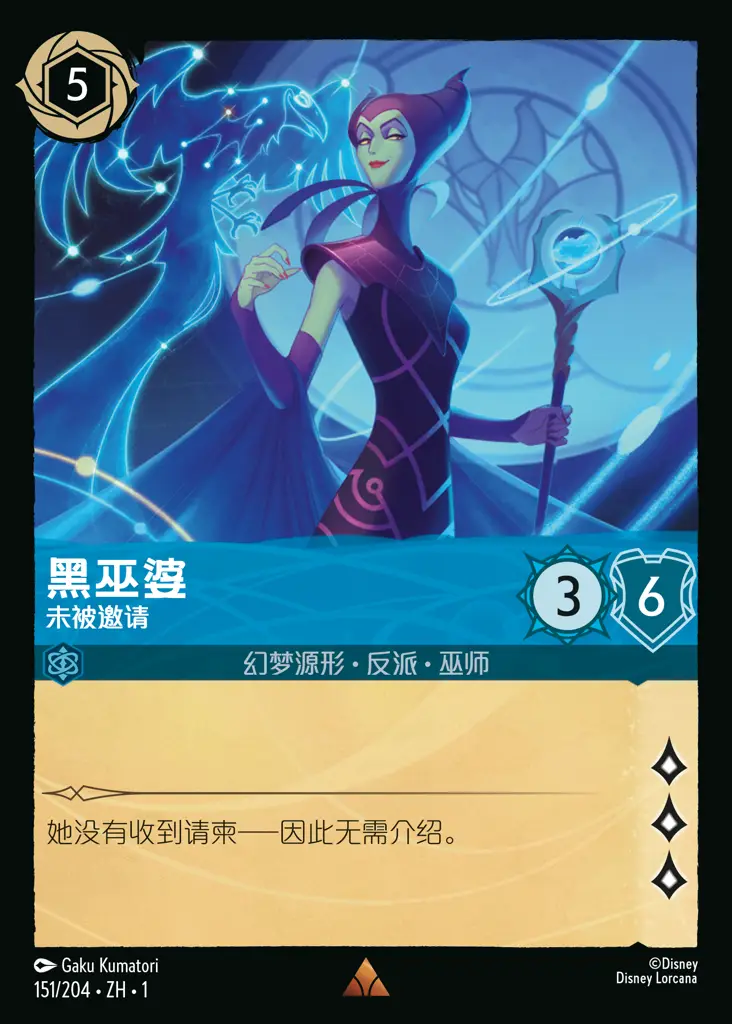 5
黑巫婆
未被邀请
3
6
幻梦源形・反派・巫师
她没有收到请柬——因此无需介绍。
Gaku Kumatori
151/204 • ZH • 1
©Disney
Disney Lorcana